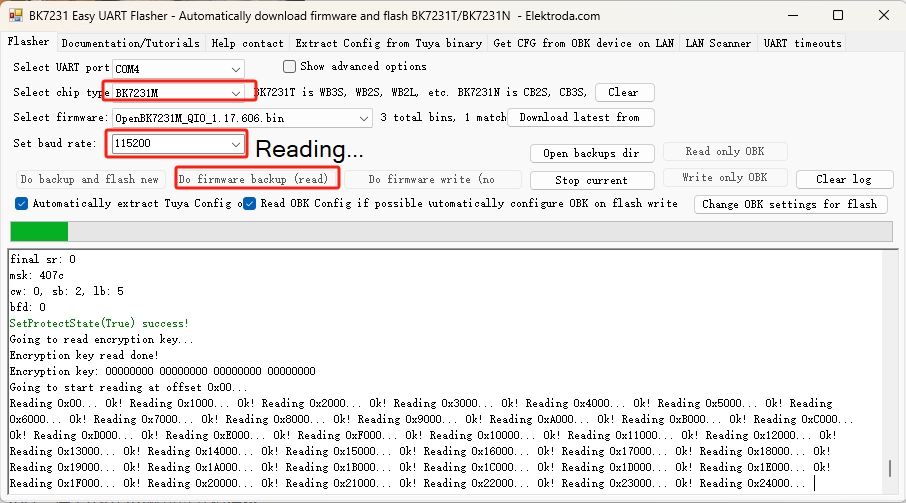 BK7231 Easy UART Flasher - Automatically download firmware and flash BK7231T/BK7231N - Elektroda.com
Flasher Documentation/Tutorials Help contact Extract Config from Tuya binary Get CFG from OBK device on LAN LAN Scanner UART timeouts
Select UART port COM4 Show advanced options
Select chip type BK7231M BK7231T is WB3S, WB2S, WB2L, etc. BK7231N is CB2S, CB3S, Clear
Select firmware: OpenBK7231M_QIO_1.17.606.bin 3 total bins, 1 match Download latest from
Set baud rate: 115200 Reading... Open backups dir Read only OBK
Do backup and flash new Do firmware backup (read) Do firmware write (no Stop current Write only OBK Clear log
Automatically extract Tuya Config o Read OBK Config if possible utomatically configure OBK on flash write Change OBK settings for flash
final sr: 0
msk: 407c
cw: 0, sb: 2, lb: 5
bfd: 0
SetProtectState(True) success!
Going to read encryption key...
Encryption key read done!
Encryption key: 00000000 00000000 00000000 00000000
Going to start reading at offset 0x00...
Reading 0x00... Ok! Reading 0x1000... Ok! Reading 0x2000... Ok! Reading 0x3000... Ok! Reading 0x4000... Ok! Reading 0x5000... Ok! Reading
0x6000... Ok! Reading 0x7000... Ok! Reading 0x8000... Ok! Reading 0x9000... Ok! Reading 0xA000... Ok! Reading 0xB000... Ok! Reading 0xC000...
Ok! Reading 0xD000... Ok! Reading 0xE000... Ok! Reading 0xF000... Ok! Reading 0x10000... Ok! Reading 0x11000... Ok! Reading 0x12000... Ok!
Reading 0x13000... Ok! Reading 0x14000... Ok! Reading 0x15000... Ok! Reading 0x16000... Ok! Reading 0x17000... Ok! Reading 0x18000... Ok!
Reading 0x19000... Ok! Reading 0x1A000... Ok! Reading 0x1B000... Ok! Reading 0x1C000... Ok! Reading 0x1D000... Ok! Reading 0x1E000... Ok!
Reading 0x1F000... Ok! Reading 0x20000... Ok! Reading 0x21000... Ok! Reading 0x22000... Ok! Reading 0x23000... Ok! Reading 0x24000...